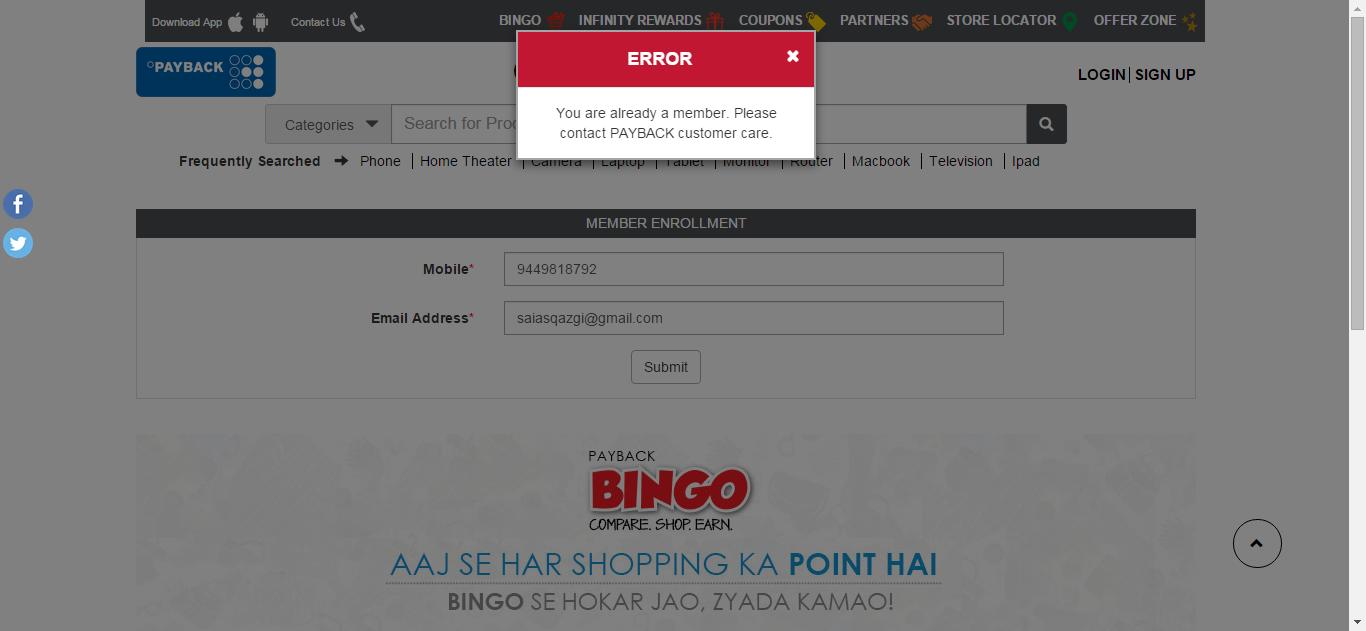 Download App Contact Us BINGO INFINITY REWARDS COUPONS PARTNERS STORE LOCATOR OFFER ZONE
ERROR
PAYBACK
LOGIN SIGN UP
You are already a member. Please
contact PAYBACK customer care.
Categories Search for
Frequently Searched Phone Home Theater Camera Laptop Tablet Monitor Router Macbook Television Ipad
MEMBER ENROLLMENT
Mobile* 9449818792
Email Address* saiasqazgi@gmail.com
Submit
PAYBACK
BINGO
COMPARE. SHOP. EARN.
AAJ SE HAR SHOPPING KA POINT HAI
BINGO SE HOKAR JAO, ZYADA KAMAO!